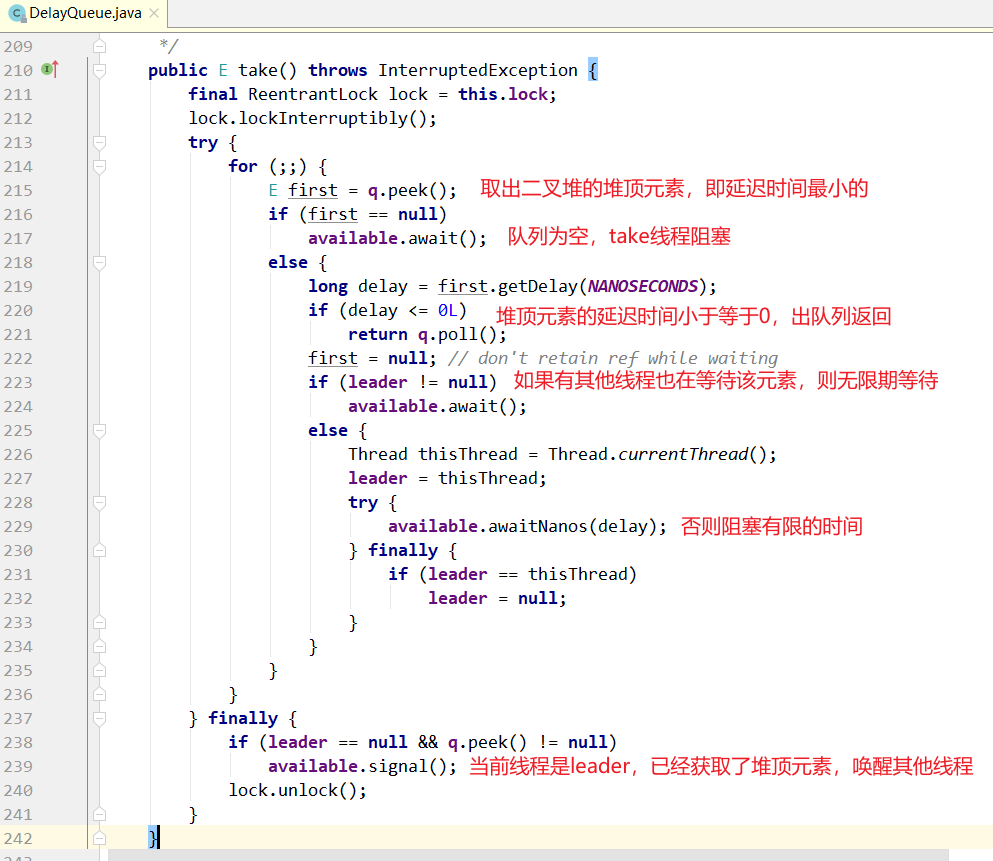 DelayQueue.java
209 */
210 public E take() throws InterruptedException {
211 final ReentrantLock lock = this.lock;
212 lock.lockInterruptibly();
213 try {
214 for (;;) {
215 E first = q.peek(); 取出二叉堆的堆顶元素，即延迟时间最小的
216 if (first == null)
217 available.await(); 队列为空，take线程阻塞
218 else {
219 long delay = first.getDelay(NANOSECONDS);
220 if (delay <= 0L) 堆顶元素的延迟时间小于等于0，出队列返回
221 return q.poll();
222 first = null; // don't retain ref while waiting
223 if (leader != null) 如果有其他线程也在等待该元素，则无限期等待
224 available.await();
225 else {
226 Thread thisThread = Thread.currentThread();
227 leader = thisThread;
228 try {
229 available.awaitNanos(delay); 否则阻塞有限的时间
230 } finally {
231 if (leader == thisThread)
232 leader = null;
233 }
234 }
235 }
236 }
237 } finally {
238 if (leader == null && q.peek() != null)
239 available.signal(); 当前线程是leader，已经获取了堆顶元素，唤醒其他线程
240 lock.unlock();
241 }
242 }